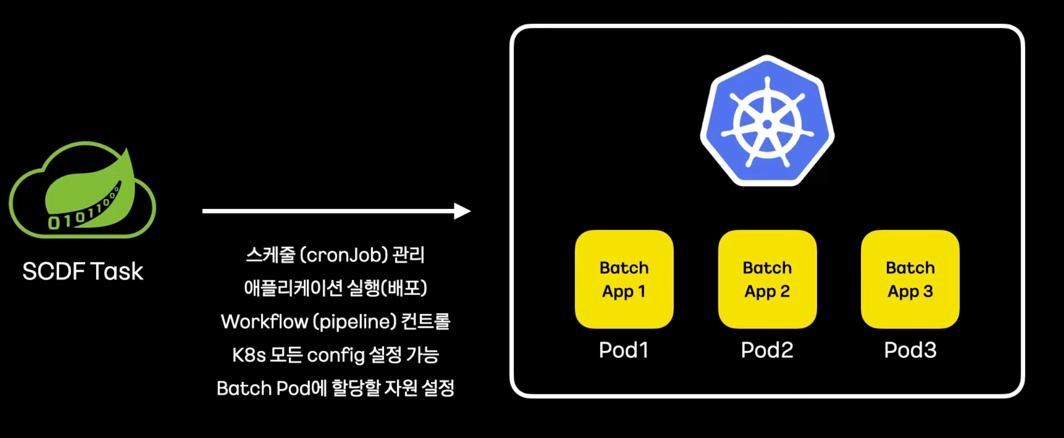 01011000
SCDF Task
스케줄 (cronJob) 관리
애플리케이션 실행(배포)
Workflow (pipeline) 컨트롤
K8s 모든 config 설정 가능
Batch Pod에 할당할 자원 설정
Batch
App 1
Pod1
Batch
App 2
Pod2
Batch
App 3
Pod3